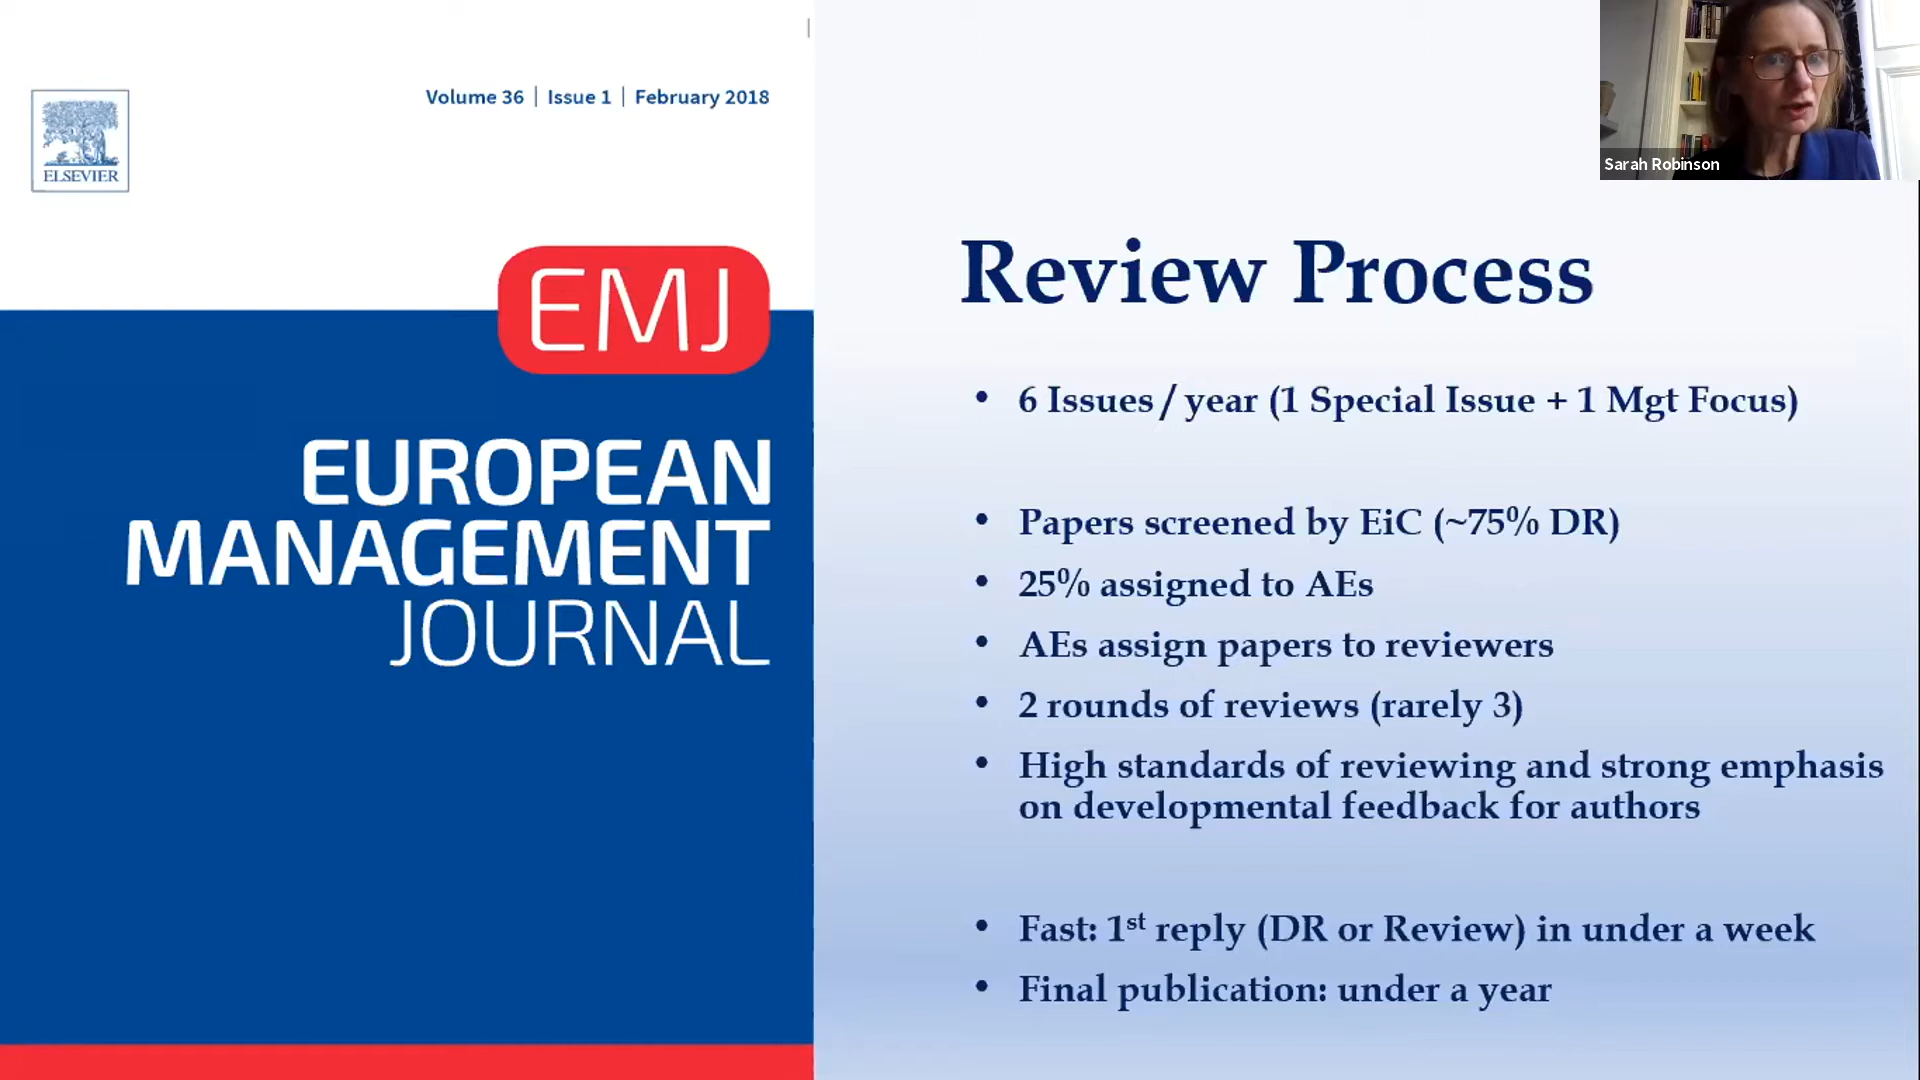 Volume 36 | Issue 1 | February 2018
ELSEVIER
EMJ
EUROPEAN
MANAGEMENT
JOURNAL
Sarah Robinson
Review Process
• 6 Issues / year (1 Special Issue + 1 Mgt Focus)
• Papers screened by EiC (~75% DR)
• 25% assigned to AEs
• AEs assign papers to reviewers
• 2 rounds of reviews (rarely 3)
• High standards of reviewing and strong emphasis
on developmental feedback for authors
• Fast: 1st reply (DR or Review) in under a week
• Final publication: under a year